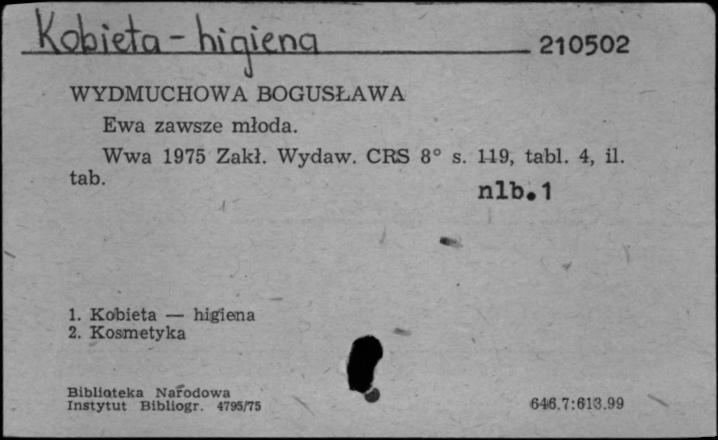 Kobieta - higiena 210502
WYDMUCHOWA BOGUSŁAWA
Ewa zawsze młoda.
Wwa 1975 Zakł. Wydaw. CRS 8° s. 119, tabl. 4, il.
tab.
nlb.1
1. Kobieta — higiena
2. Kosmetyka
Biblioteka Narodowa
Instytut Bibliogr. 4795/75
646.7:613.99